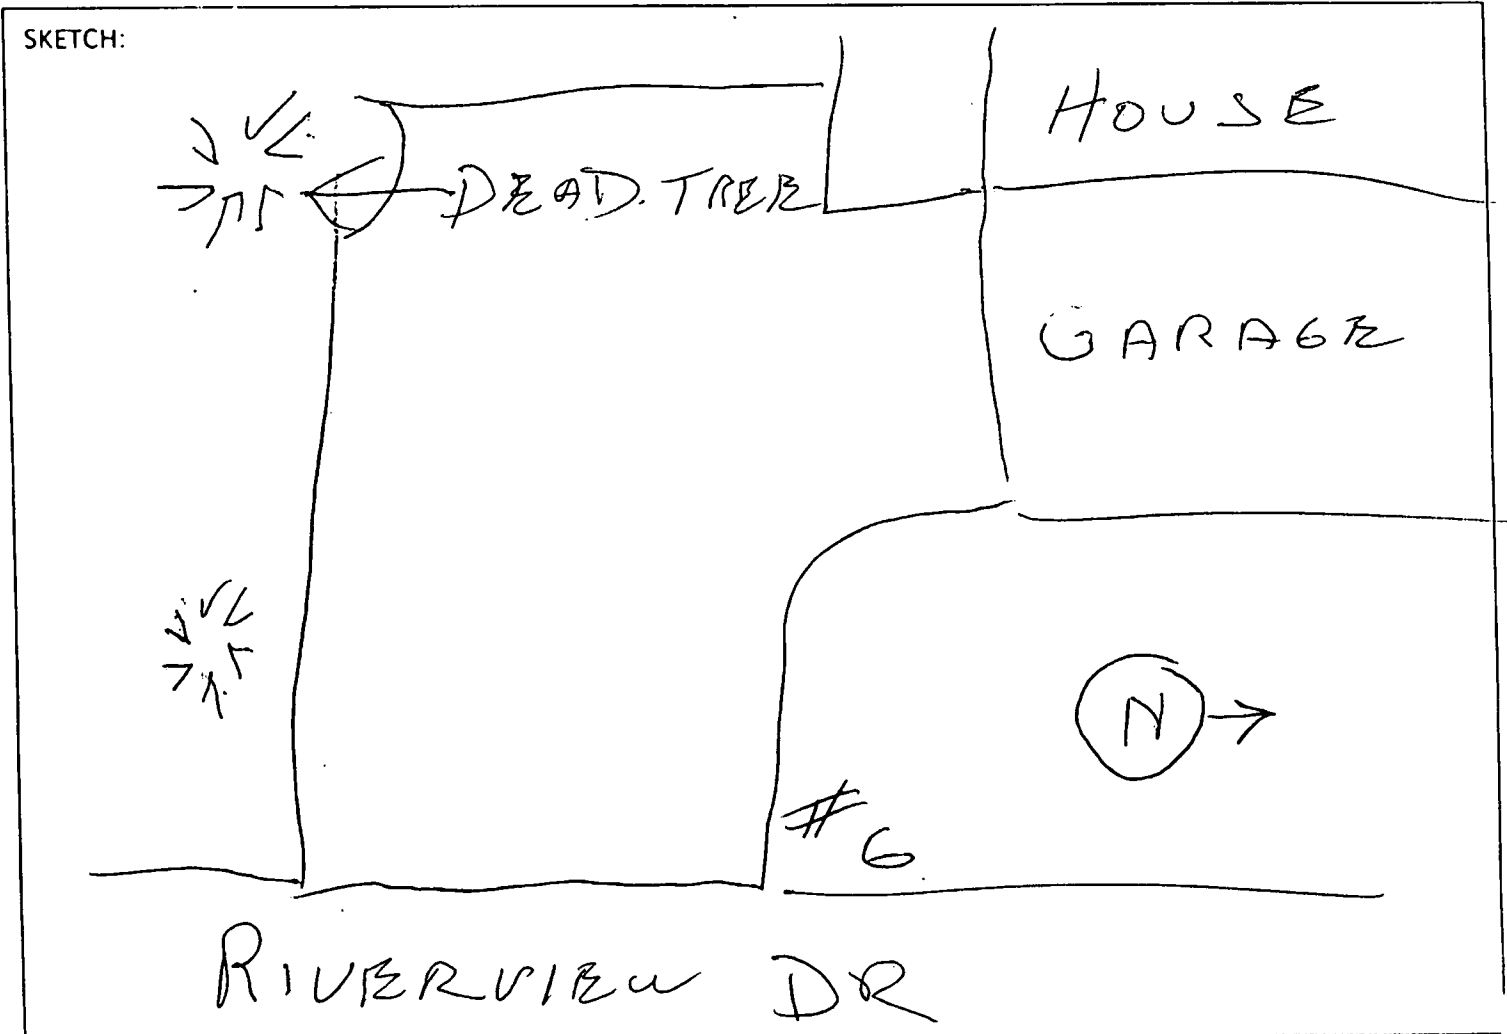 SKETCH:
HOUSE
DEAD TREE
GARAGE
N
#6
RIVERVIEW DR